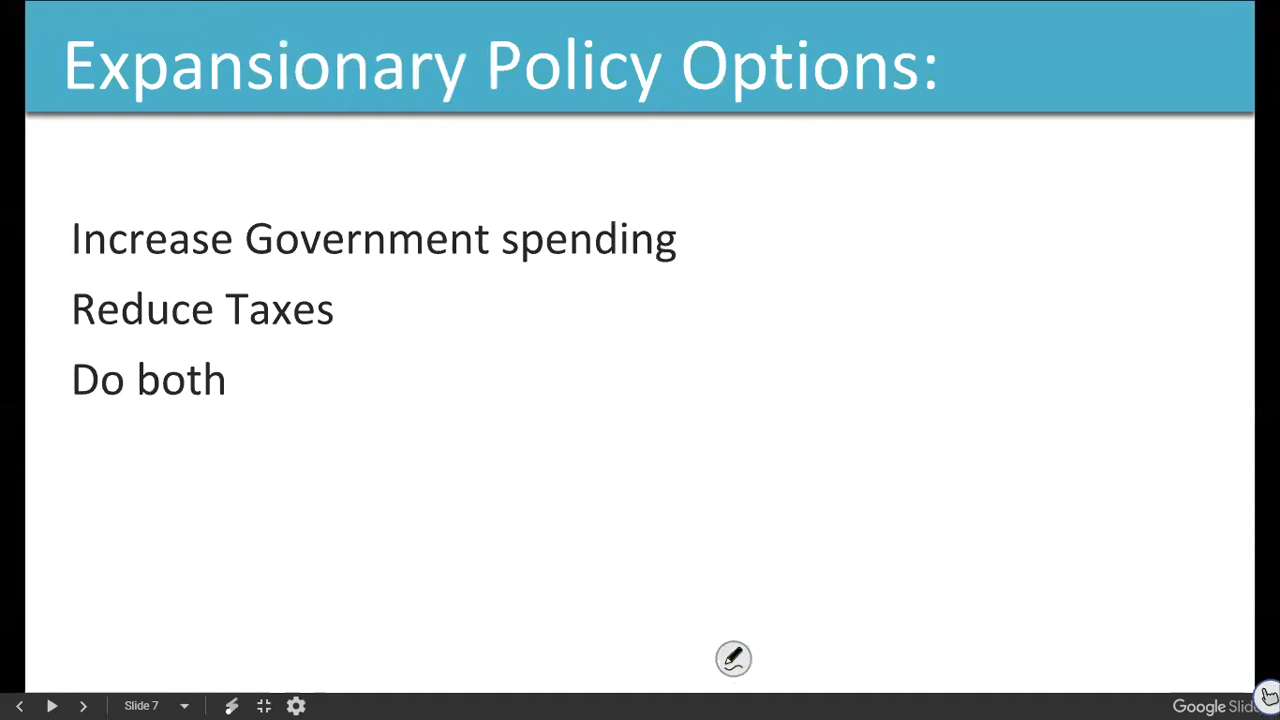 Expansionary Policy Options:
Increase Government spending
Reduce Taxes
Do both
Slide 7
Google Slid